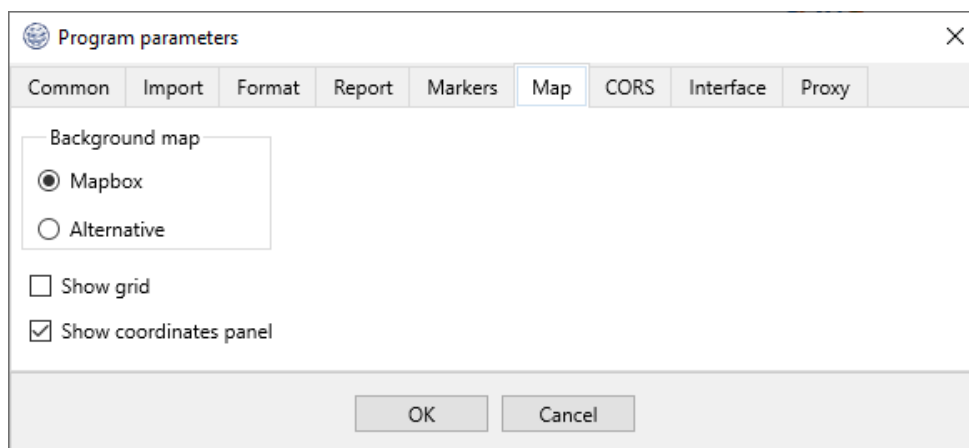 Program parameters
Common Import Format Report Markers Map CORS Interface Proxy
Background map
Mapbox
Alternative
Show grid
Show coordinates panel
OK Cancel